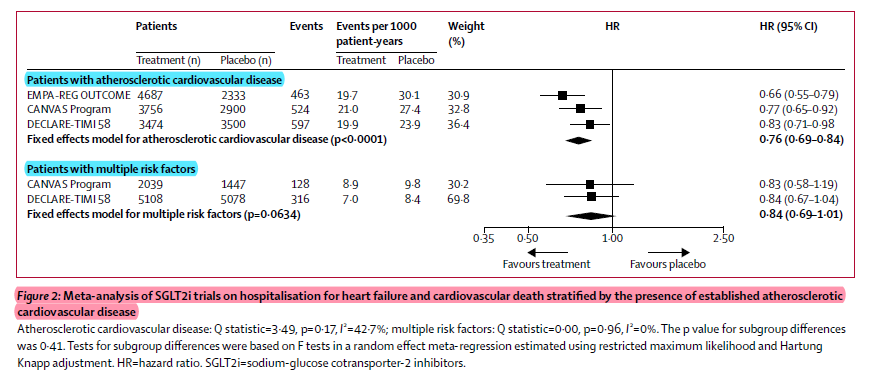 Patients Events Events per 1000 patient-years Weight (%) HR HR (95% CI)
Treatment (n) Placebo (n) Treatment Placebo
Patients with atherosclerotic cardiovascular disease
EMPA-REG OUTCOME 4687 2333 463 19·7 30·1 30·9 0·66 (0·55–0·79)
CANVAS Program 3756 2900 524 21·0 27·4 32·8 0·77 (0·65–0·92)
DECLARE-TIMI 58 3474 3500 597 19·9 23·9 36·4 0·83 (0·71–0·98
Fixed effects model for atherosclerotic cardiovascular disease (p<0·0001) 0·76 (0·69–0·84)
Patients with multiple risk factors
CANVAS Program 2039 1447 128 8·9 9·8 30·2 0·83 (0·58–1·19)
DECLARE-TIMI 58 5108 5078 316 7·0 8·4 69·8 0·84 (0·67–1·04)
Fixed effects model for multiple risk factors (p=0·0634) 0·84 (0·69–1·01)
0·35 0·50 1·00 2·50
Favours treatment Favours placebo
Figure 2: Meta-analysis of SGLT2i trials on hospitalisation for heart failure and cardiovascular death stratified by the presence of established atherosclerotic
cardiovascular disease
Atherosclerotic cardiovascular disease: Q statistic=3·49, p=0·17, I²=42·7%; multiple risk factors: Q statistic=0·00, p=0·96, I²=0%. The p value for subgroup differences
was 0·41. Tests for subgroup differences were based on F tests in a random effect meta-regression estimated using restricted maximum likelihood and Hartung
Knapp adjustment. HR=hazard ratio. SGLT2i=sodium-glucose cotransporter-2 inhibitors.